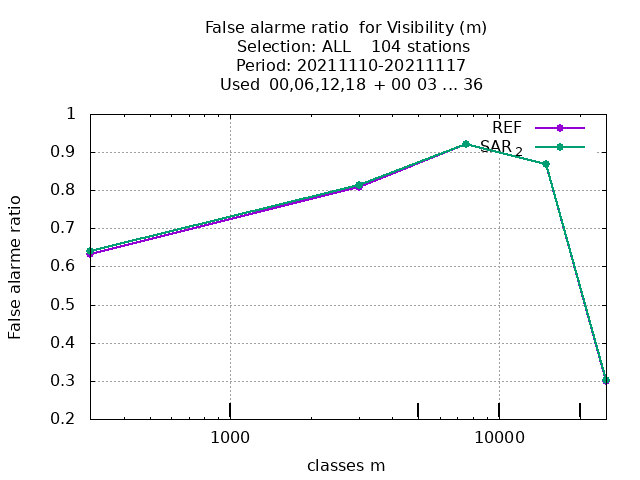 False alarme ratio  for Visibility (m)
Selection: ALL    104 stations
Period: 20211110-20211117
Used  00,06,12,18  + 00 03 ... 36
1
0.9
0.8
0.7
0.6
0.5
0.4
0.3
0.2
REF
SAR2
False alarme ratio
1000
10000
classes m